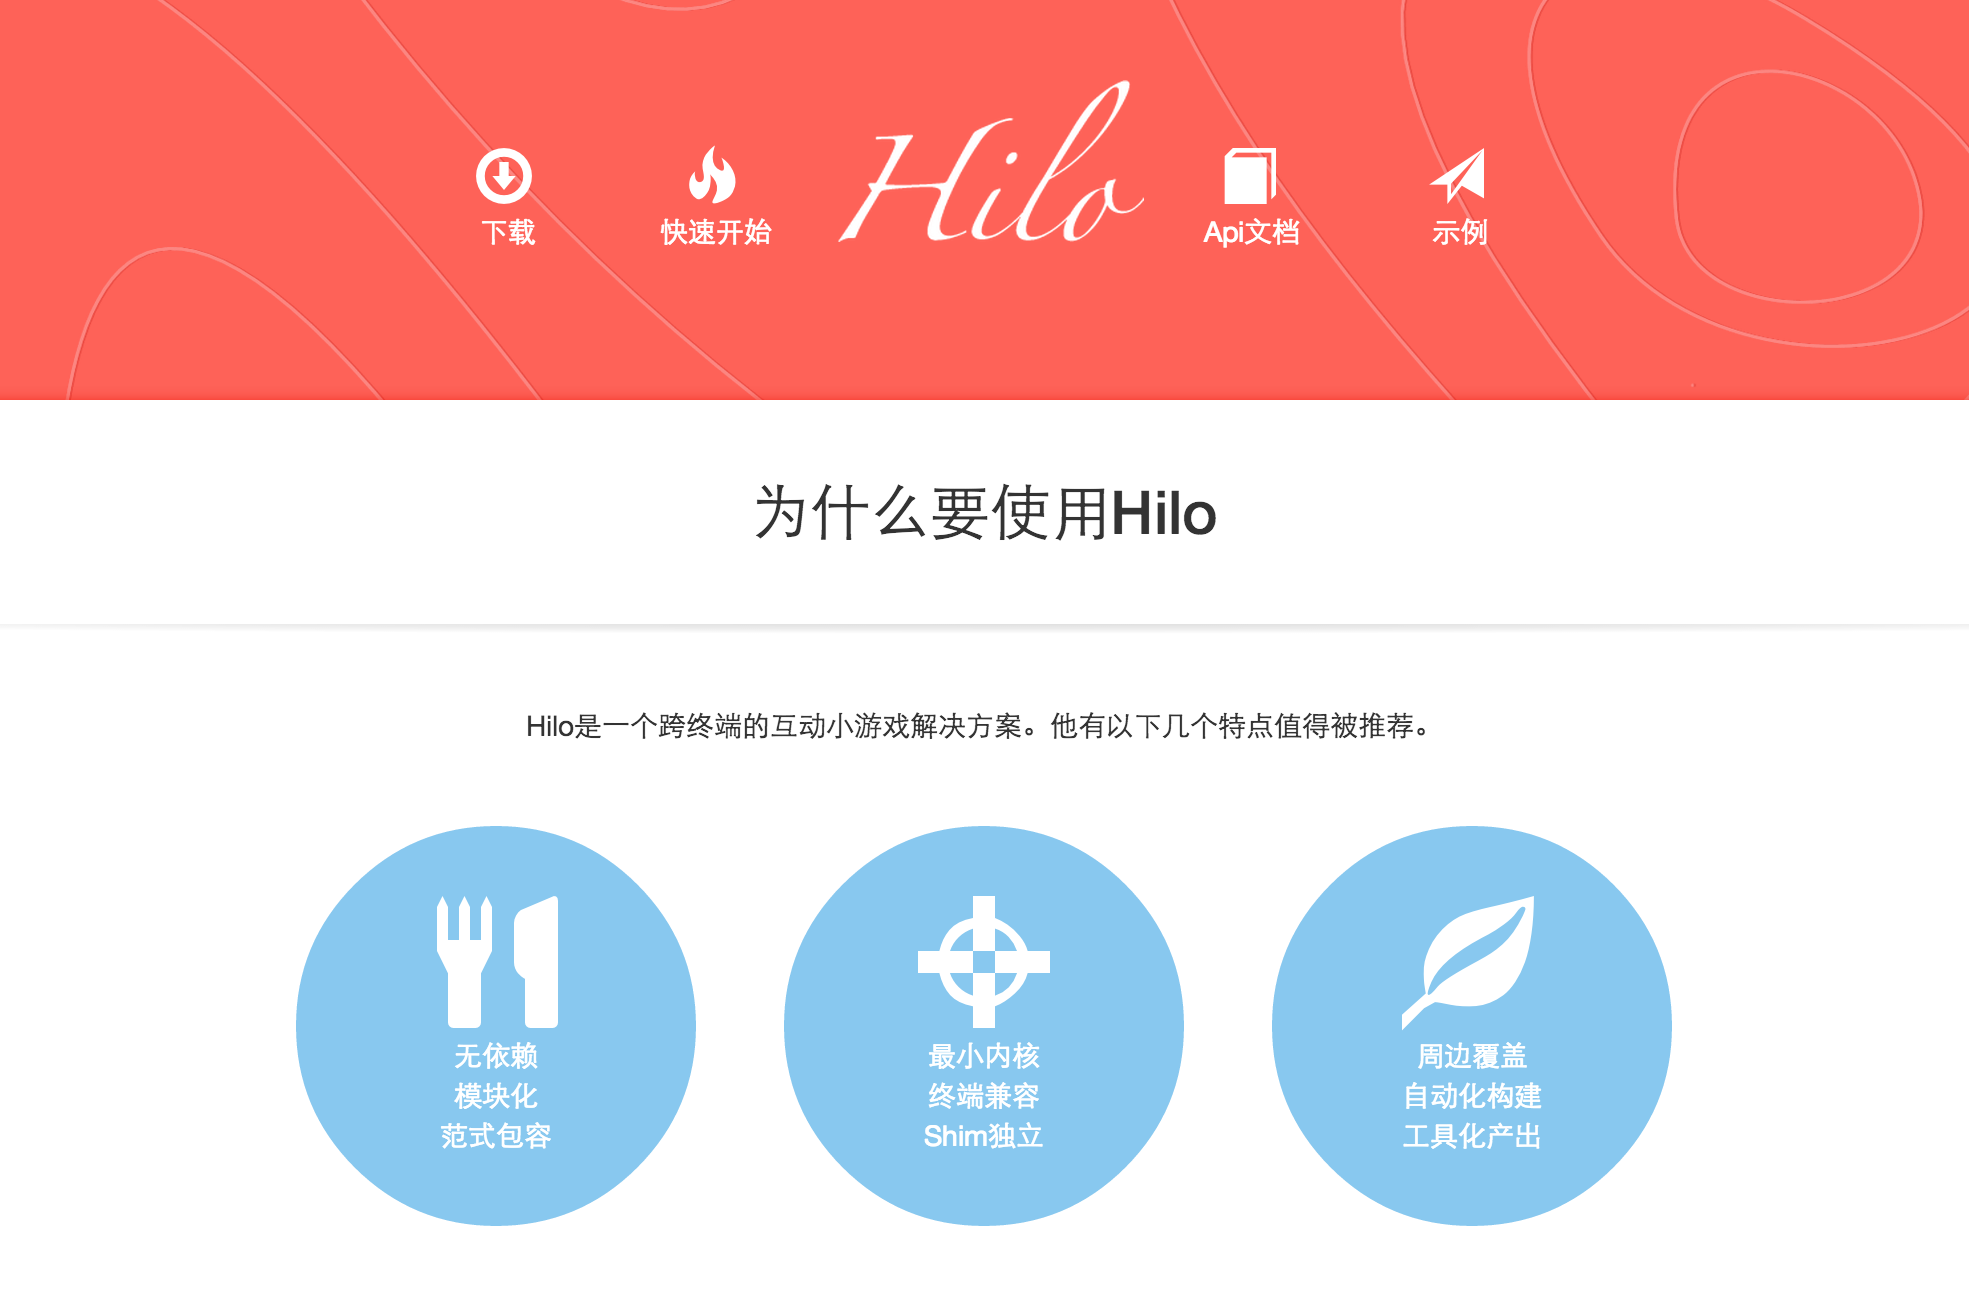 下载
快速开始
Hilo
Api文档
示例
为什么要使用Hilo
Hilo是一个跨终端的互动小游戏解决方案。他有以下几个特点值得被推荐。
无依赖
模块化
范式包容
最小内核
终端兼容
Shim独立
周边覆盖
自动化构建
工具化产出